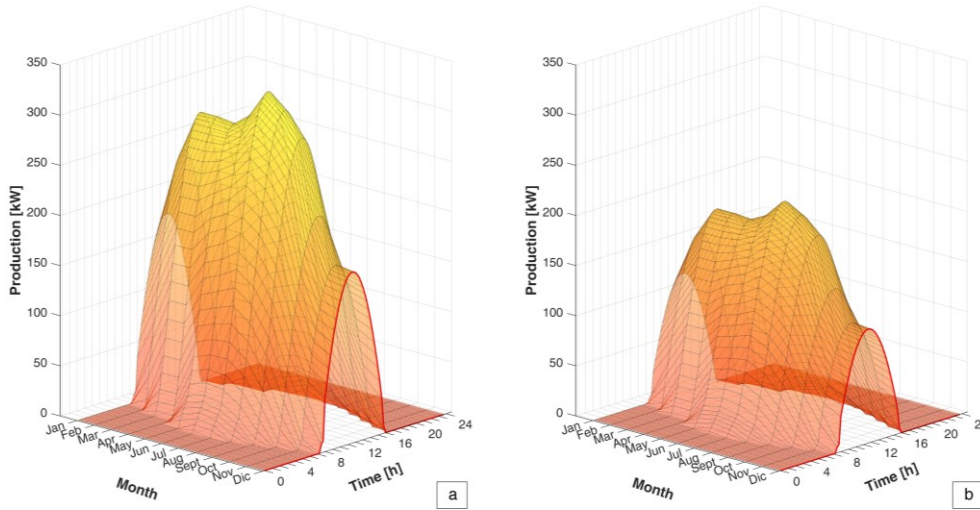 350
300
250
200
150
100
50
0
Production [kW]
Jan
Feb
Mar
Apr
May
Jun
Jul
Aug
Sept
Oct
Nov
Dic
Month
0
4
8
12
16
20
24
Time [h]
a
350
300
250
200
150
100
50
0
Production [kW]
Jan
Feb
Mar
Apr
May
Jun
Jul
Aug
Sept
Oct
Nov
Dic
Month
0
4
8
12
16
20
Time [h]
b